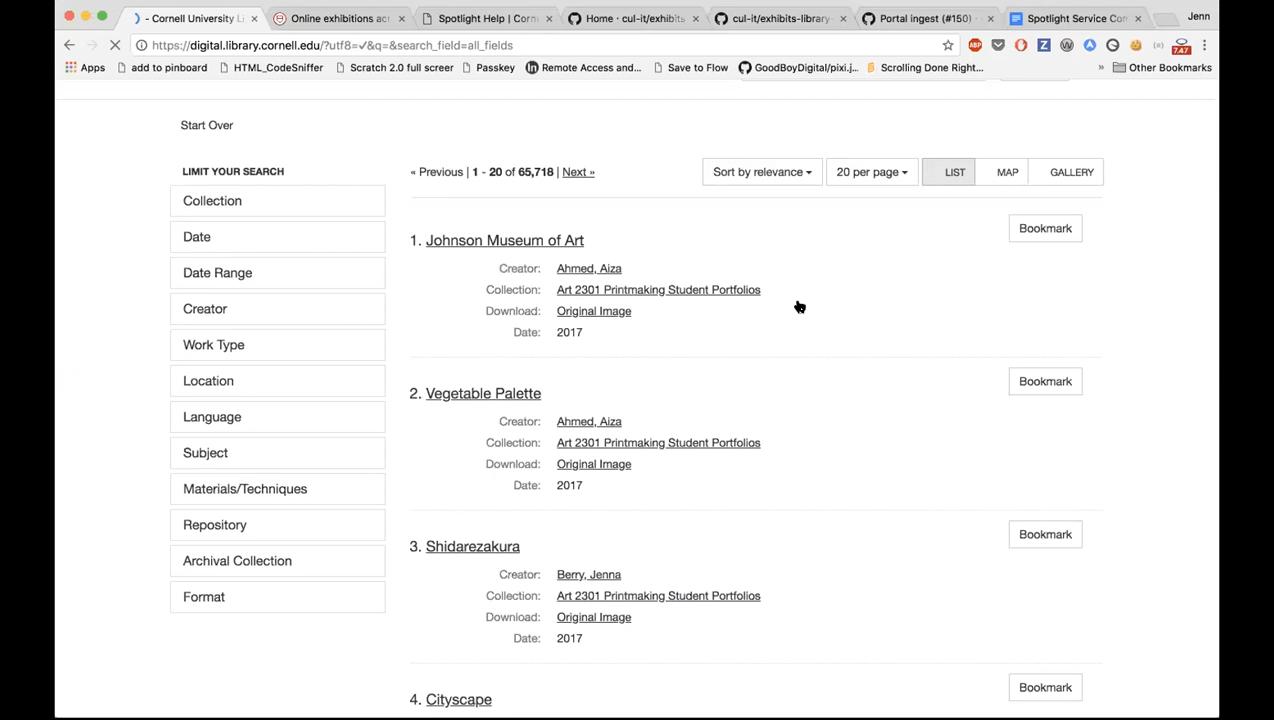 - Cornell University Li
Online exhibitions ac
Spotlight Help | Corn
Home · cul-it/exhibits
cul-it/exhibits-library
Portal ingest (#150) ·
Spotlight Service Com
Jenn
https://digital.library.cornell.edu/?utf8=✓&q=&search_field=all_fields
ABP
Z
7.47
Apps
add to pinboard
HTML_CodeSniffer
Scratch 2.0 full screer
Passkey
Remote Access and...
Save to Flow
GoodBoyDigital/pixi.j...
Scrolling Done Right...
»
Other Bookmarks
Start Over
LIMIT YOUR SEARCH
Collection
Date
Date Range
Creator
Work Type
Location
Language
Subject
Materials/Techniques
Repository
Archival Collection
Format
« Previous | 1 - 20 of 65,718 | Next »
Sort by relevance
20 per page
LIST
MAP
GALLERY
1. Johnson Museum of Art
Bookmark
Creator: Ahmed, Aiza
Collection: Art 2301 Printmaking Student Portfolios
Download: Original Image
Date: 2017
2. Vegetable Palette
Bookmark
Creator: Ahmed, Aiza
Collection: Art 2301 Printmaking Student Portfolios
Download: Original Image
Date: 2017
3. Shidarezakura
Bookmark
Creator: Berry, Jenna
Collection: Art 2301 Printmaking Student Portfolios
Download: Original Image
Date: 2017
4. Cityscape
Bookmark